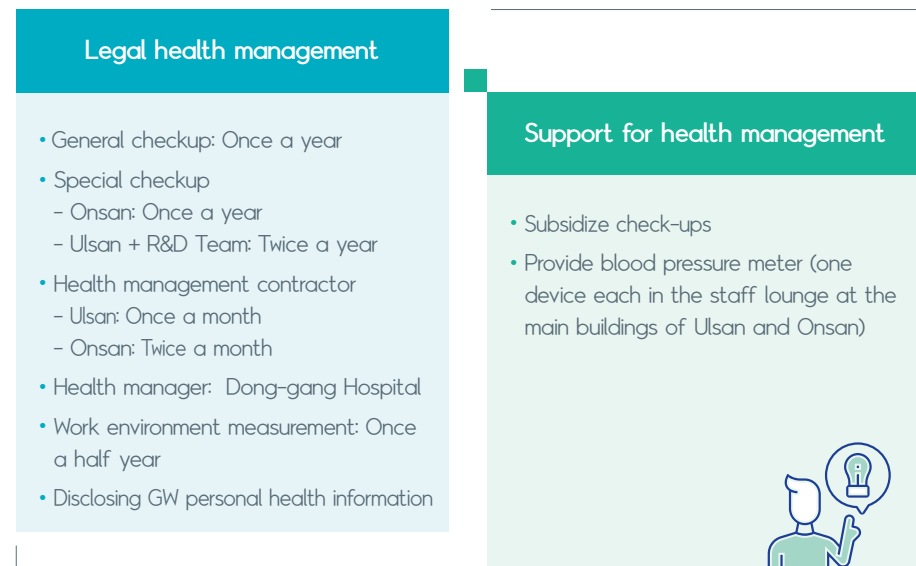 Legal health management
• General checkup: Once a year
• Special checkup
- Onsan: Once a year
- Ulsan + R&D Team: Twice a year
• Health management contractor
- Ulsan: Once a month
- Onsan: Twice a month
• Health manager: Dong-gang Hospital
• Work environment measurement: Once
a half year
• Disclosing GW personal health information
Support for health management
• Subsidize check-ups
• Provide blood pressure meter (one
device each in the staff lounge at the
main buildings of Ulsan and Onsan)